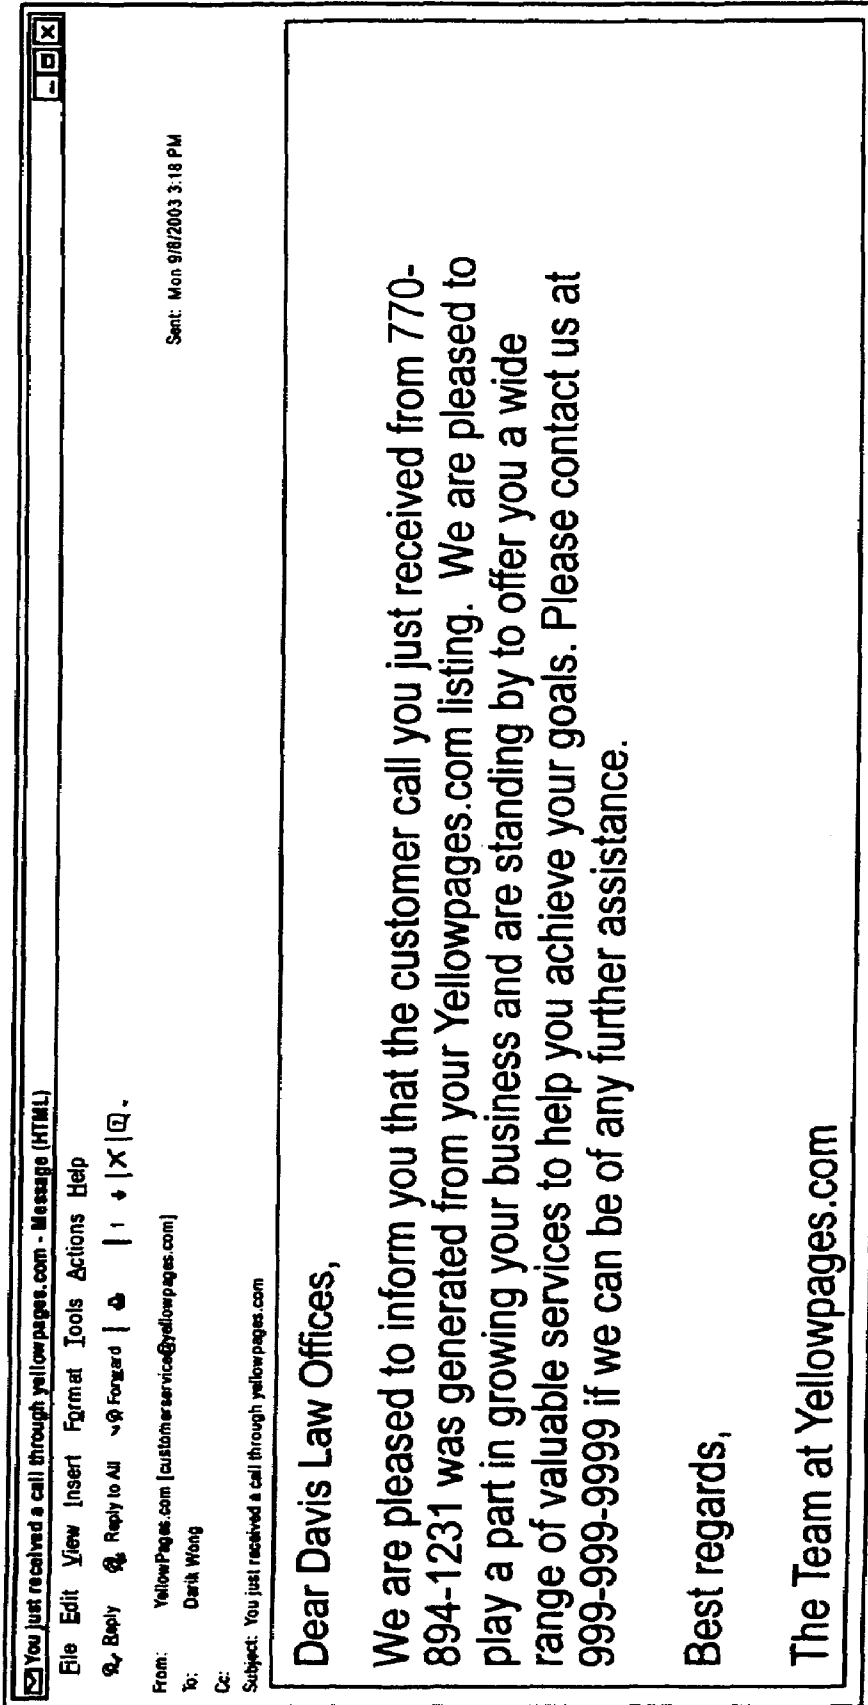 You just received a call through yellowpages.com - Message (HTML)
File Edit View Insert Format Tools Actions Help
Reply Reply to All Forward
From: YellowPages.com [customerservice@yellowpages.com]
Sent: Mon 9/8/2003 3:18 PM
To: Darik Wong
Cc:
Subject: You just received a call through yellowpages.com
Dear Davis Law Offices,
We are pleased to inform you that the customer call you just received from 770-
894-1231 was generated from your Yellowpages.com listing. We are pleased to
play a part in growing your business and are standing by to offer you a wide
range of valuable services to help you achieve your goals. Please contact us at
999-999-9999 if we can be of any further assistance.
Best regards,
The Team at Yellowpages.com